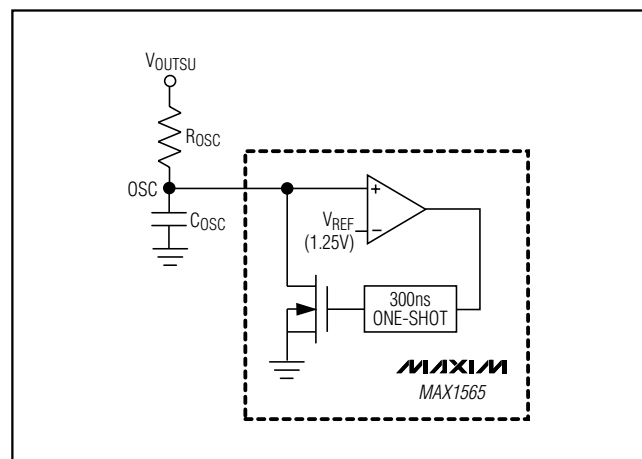 VOUTSU
ROSC
OSC
COSC
+
VREF
(1.25V)
−
300ns
ONE-SHOT
MAXIM
MAX1565